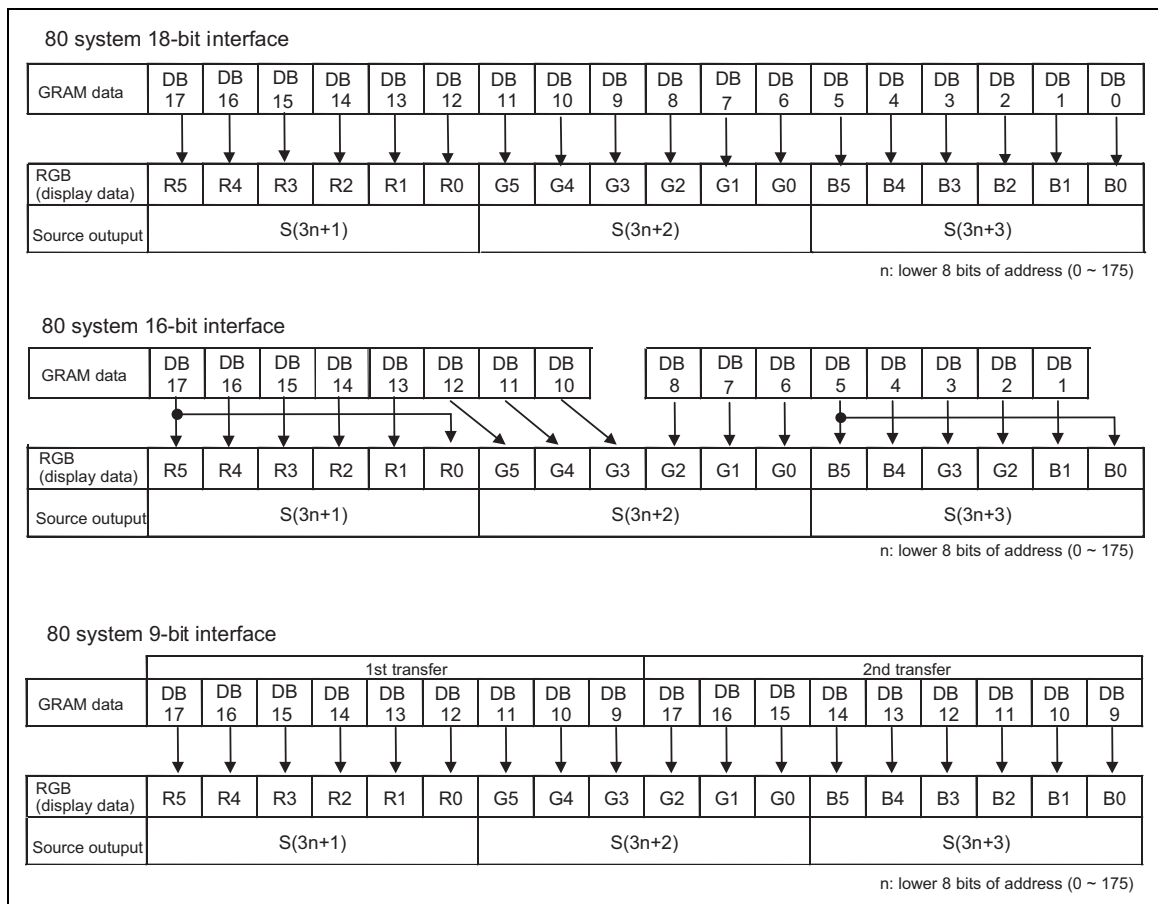 80 system 18-bit interface
GRAM data DB 17 DB 16 DB 15 DB 14 DB 13 DB 12 DB 11 DB 10 DB 9 DB 8 DB 7 DB 6 DB 5 DB 4 DB 3 DB 2 DB 1 DB 0
RGB (display data) R5 R4 R3 R2 R1 R0 G5 G4 G3 G2 G1 G0 B5 B4 B3 B2 B1 B0
Source outuput S(3n+1) S(3n+2) S(3n+3)
n: lower 8 bits of address (0 ~ 175)
80 system 16-bit interface
GRAM data DB 17 DB 16 DB 15 DB 14 DB 13 DB 12 DB 11 DB 10 DB 8 DB 7 DB 6 DB 5 DB 4 DB 3 DB 2 DB 1
RGB (display data) R5 R4 R3 R2 R1 R0 G5 G4 G3 G2 G1 G0 B5 B4 G3 G2 B1 B0
Source outuput S(3n+1) S(3n+2) S(3n+3)
n: lower 8 bits of address (0 ~ 175)
80 system 9-bit interface
1st transfer 2nd transfer
GRAM data DB 17 DB 16 DB 15 DB 14 DB 13 DB 12 DB 11 DB 10 DB 9 DB 17 DB 16 DB 15 DB 14 DB 13 DB 12 DB 11 DB 10 DB 9
RGB (display data) R5 R4 R3 R2 R1 R0 G5 G4 G3 G2 G1 G0 B5 B4 B3 B2 B1 B0
Source outuput S(3n+1) S(3n+2) S(3n+3)
n: lower 8 bits of address (0 ~ 175)